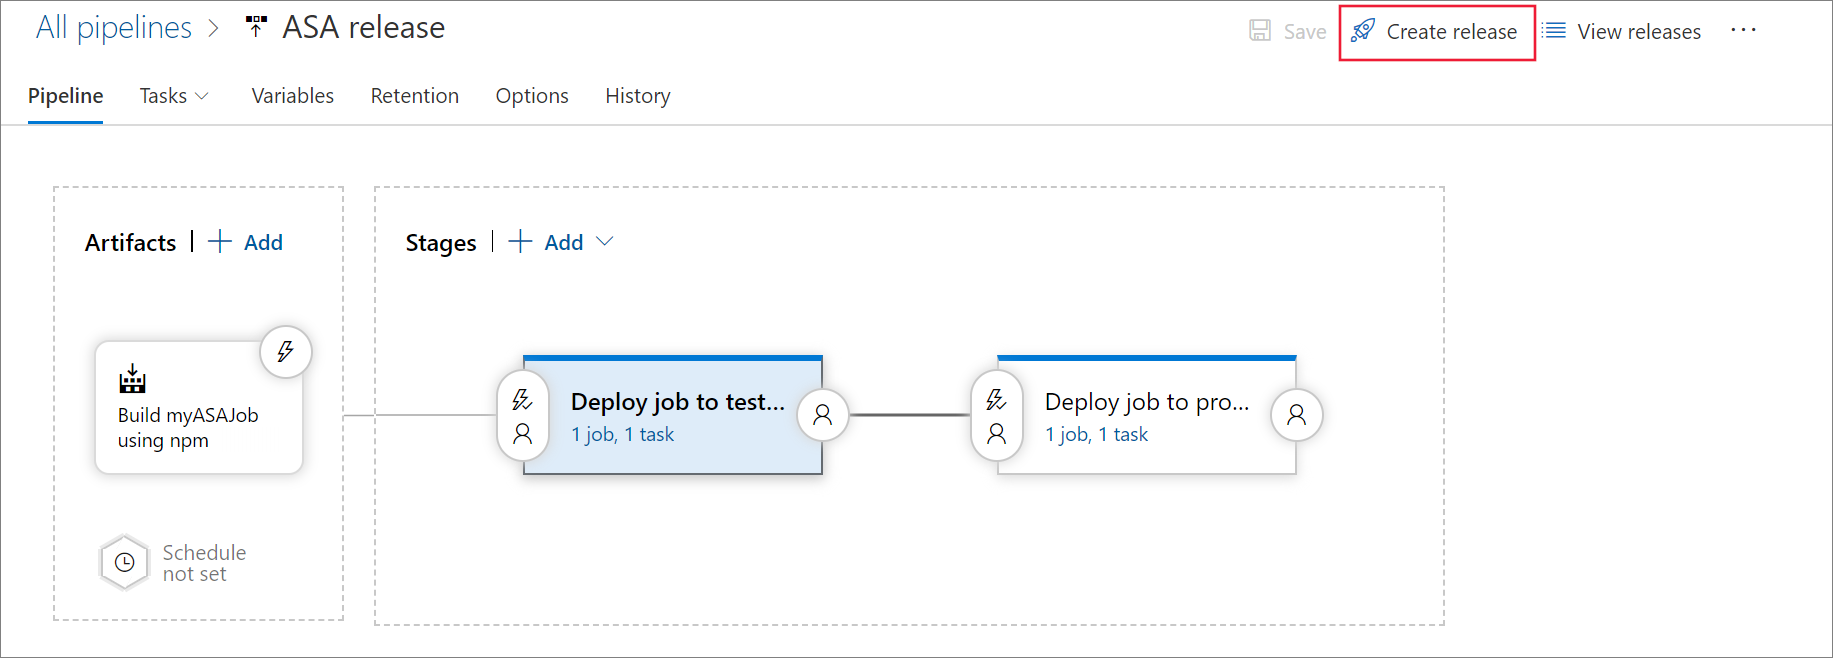 All pipelines > ASA release
Save Create release View releases ...
Pipeline Tasks Variables Retention Options History
Artifacts | + Add
Stages | + Add
Build myASAJob
using npm
Deploy job to test...
1 job, 1 task
Deploy job to pro...
1 job, 1 task
Schedule
not set